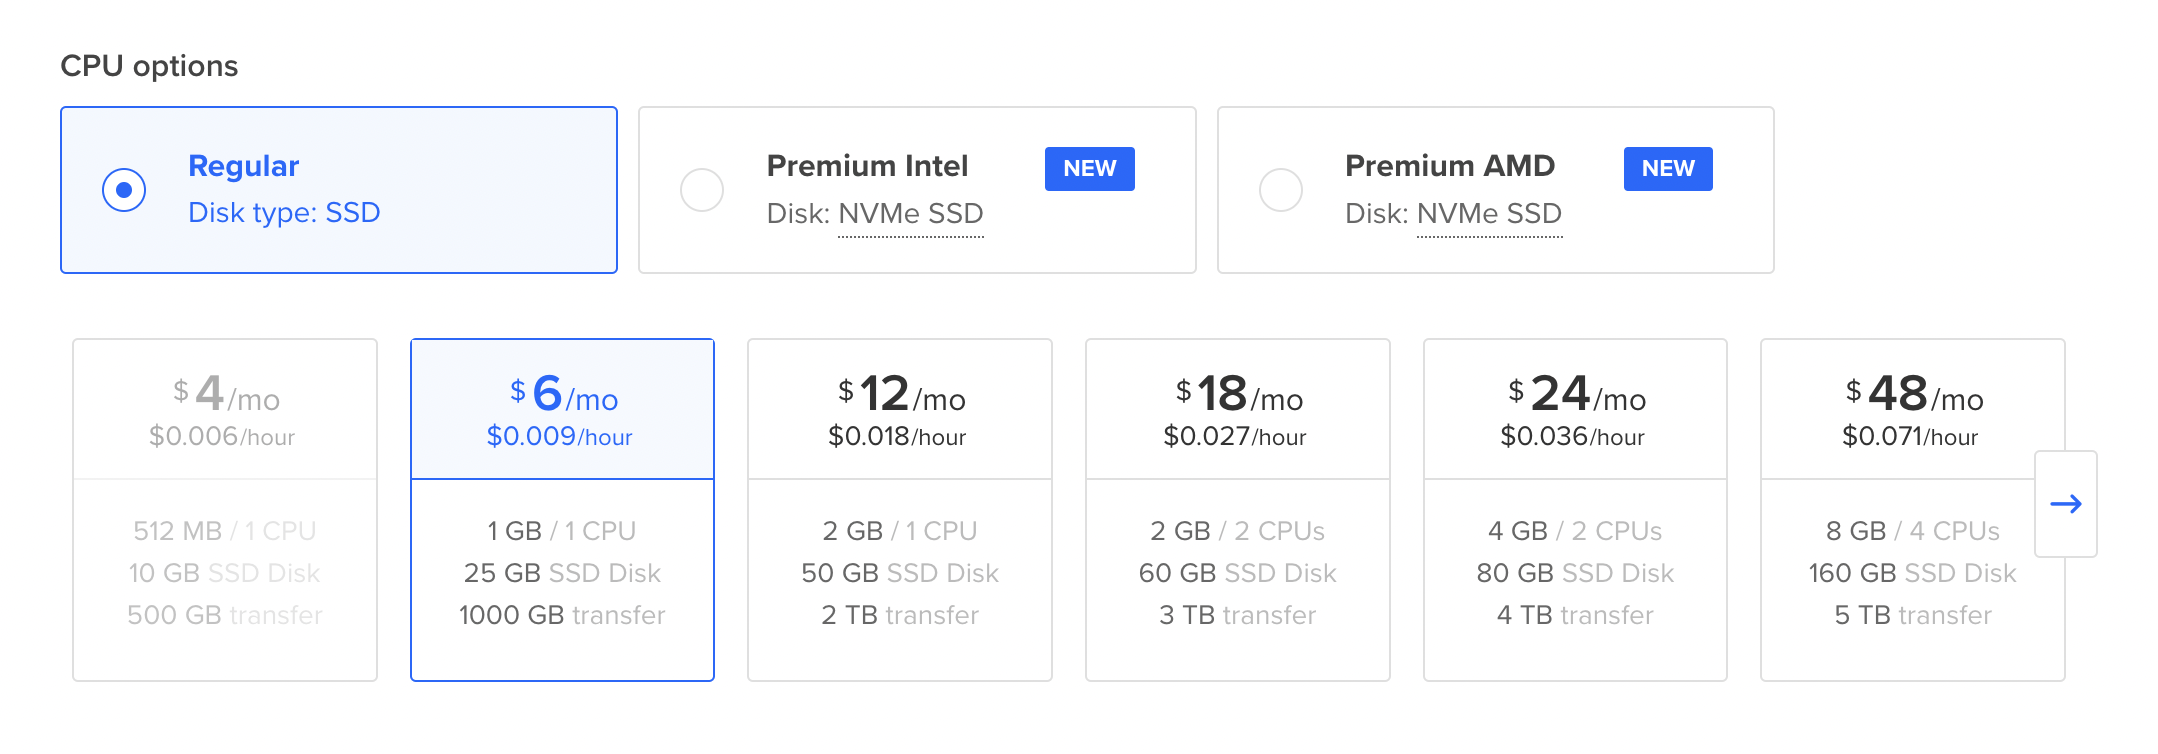 CPU options
Regular
Disk type: SSD
Premium Intel
NEW
Disk: NVMe SSD
Premium AMD
NEW
Disk: NVMe SSD
$4/mo
$0.006/hour
512 MB / 1 CPU
10 GB SSD Disk
500 GB transfer
$6/mo
$0.009/hour
1 GB / 1 CPU
25 GB SSD Disk
1000 GB transfer
$12/mo
$0.018/hour
2 GB / 1 CPU
50 GB SSD Disk
2 TB transfer
$18/mo
$0.027/hour
2 GB / 2 CPUs
60 GB SSD Disk
3 TB transfer
$24/mo
$0.036/hour
4 GB / 2 CPUs
80 GB SSD Disk
4 TB transfer
$48/mo
$0.071/hour
8 GB / 4 CPUs
160 GB SSD Disk
5 TB transfer